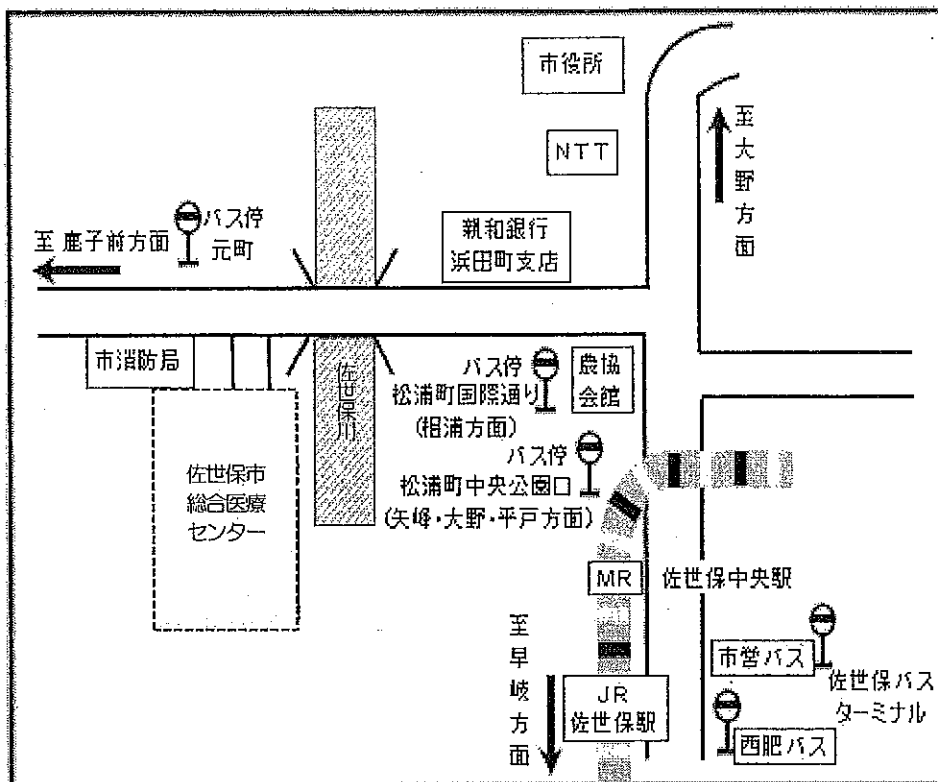 市役所
NTT
至大野方面
バス停
元町
至 鹿子前方面
親和銀行
浜田町支店
市消防局
佐世保川
バス停
松浦町国際通り
(相浦方面)
農協
会館
バス停
松浦町中央公園口
(矢峰・大野・平戸方面)
佐世保市
総合医療
センター
MR
佐世保中央駅
至早岐方面
JR
佐世保駅
市営バス
佐世保バス
ターミナル
西肥バス